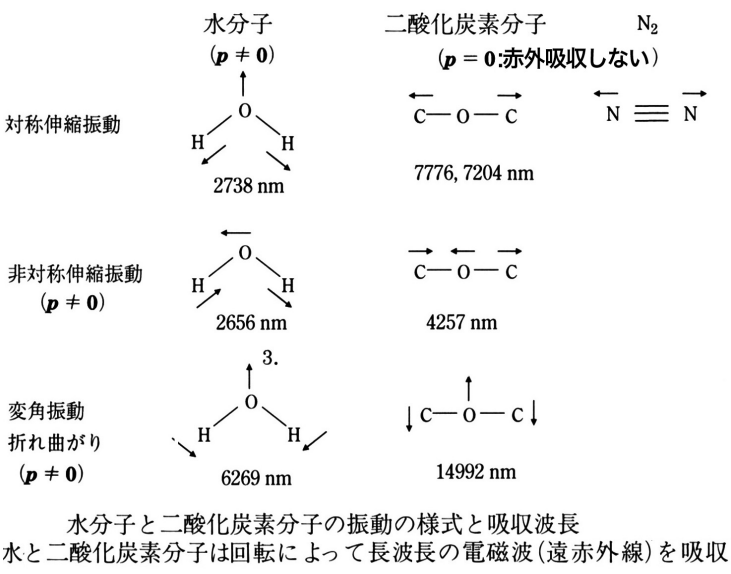 水分子
二酸化炭素分子
N₂
(p ≠ 0)
(p = 0:赤外吸収しない)
対称伸縮振動
O
H H
2738 nm
C—O—C
7776, 7204 nm
N≡N
非対称伸縮振動
(p ≠ 0)
O
H H
2656 nm
C—O—C
4257 nm
変角振動
折れ曲がり
(p ≠ 0)
3.
O
H H
6269 nm
C—O—C
14992 nm
水分子と二酸化炭素分子の振動の様式と吸収波長
水と二酸化炭素分子は回転によって長波長の電磁波(遠赤外線)を吸収